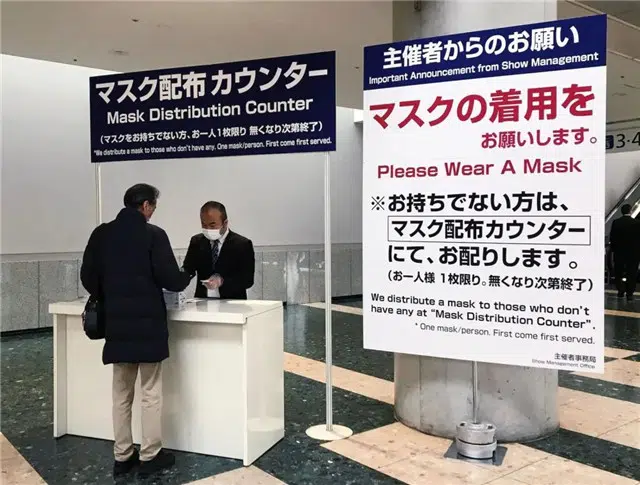 マスク配布 カウンター
Mask Distribution Counter
(マスクをお持ちでない方、お一人1枚限り 無くなり次第終了)
*We distribute a mask to those who don't have any. One mask/person. First come first served.
主催者からのお願い
Important Announcement from Show Management
マスクの着用を
お願いします。
Please Wear A Mask
※お持ちでない方は、
マスク配布カウンター
にて、お配りします。
(お一人様 1枚限り。無くなり次第終了)
We distribute a mask to those who don't
have any at "Mask Distribution Counter".
* One mask/person. First come first served.
主催者事務局
Show Management Office
3-4